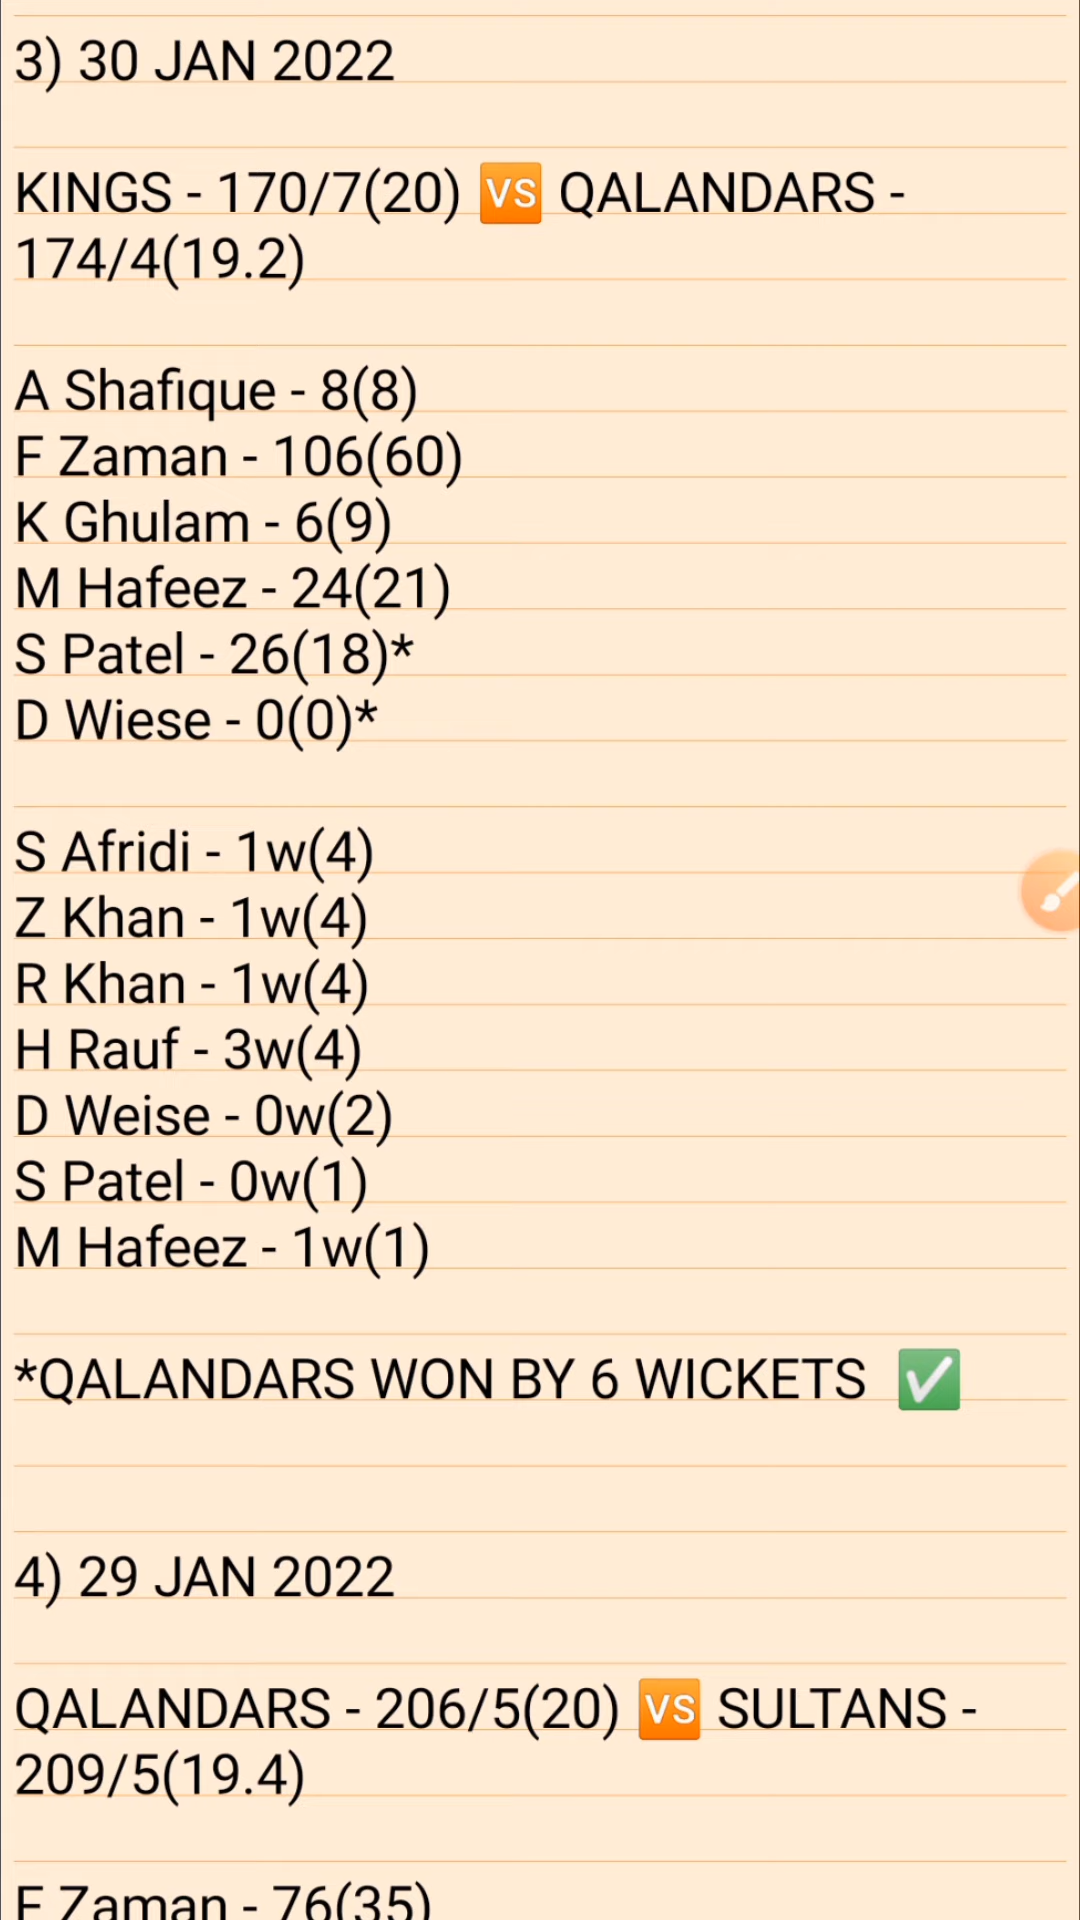 3) 30 JAN 2022
KINGS - 170/7(20) 🆚 QALANDARS -
174/4(19.2)
A Shafique - 8(8)
F Zaman - 106(60)
K Ghulam - 6(9)
M Hafeez - 24(21)
S Patel - 26(18)*
D Wiese - 0(0)*
S Afridi - 1w(4)
Z Khan - 1w(4)
R Khan - 1w(4)
H Rauf - 3w(4)
D Weise - 0w(2)
S Patel - 0w(1)
M Hafeez - 1w(1)
*QALANDARS WON BY 6 WICKETS ✅
4) 29 JAN 2022
QALANDARS - 206/5(20) 🆚 SULTANS -
209/5(19.4)
F Zaman - 76(35)